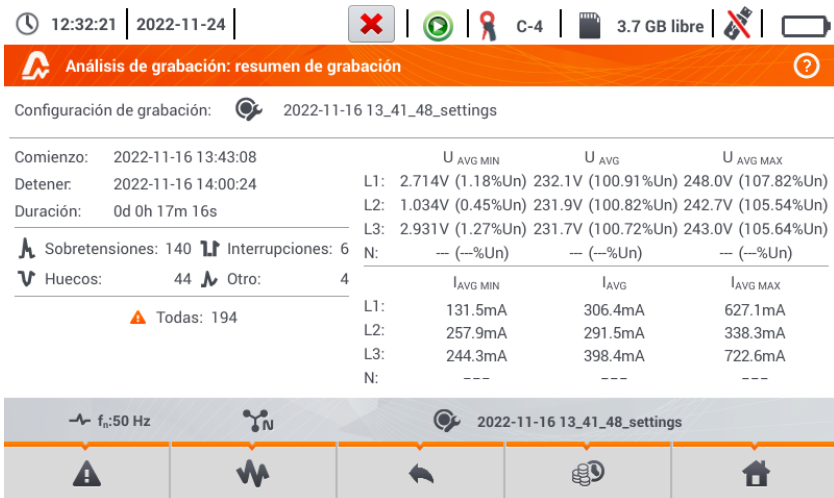 12:32:21 2022-11-24 C-4 3.7 GB libre
Análisis de grabación: resumen de grabación ?
Configuración de grabación: 2022-11-16 13_41_48_settings
Comienzo: 2022-11-16 13:43:08
Detener: 2022-11-16 14:00:24
Duración: 0d 0h 17m 16s
Sobretensiones: 140 Interrupciones: 6
Huecos: 44 Otro: 4
Todas: 194
U AVG MIN U AVG U AVG MAX
L1: 2.714V (1.18%Un) 232.1V (100.91%Un) 248.0V (107.82%Un)
L2: 1.034V (0.45%Un) 231.9V (100.82%Un) 242.7V (105.54%Un)
L3: 2.931V (1.27%Un) 231.7V (100.72%Un) 243.0V (105.64%Un)
N: --- (---%Un) --- (---%Un) --- (---%Un)
IAVG MIN IAVG IAVG MAX
L1: 131.5mA 306.4mA 627.1mA
L2: 257.9mA 291.5mA 338.3mA
L3: 244.3mA 398.4mA 722.6mA
N: --- --- ---
fn:50 Hz N 2022-11-16 13_41_48_settings